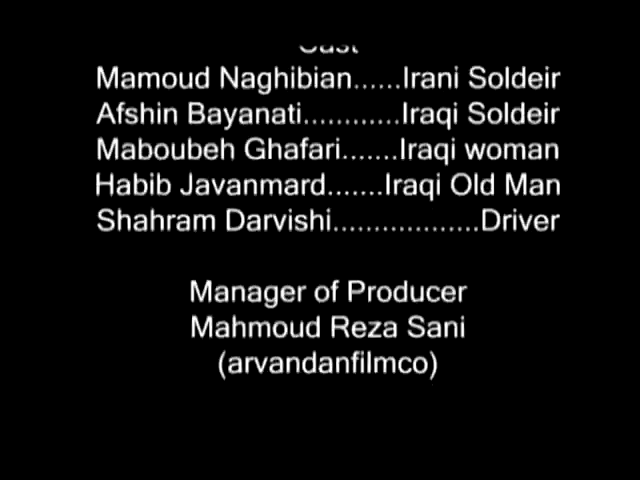 Cast
Mamoud Naghibian......Irani Soldeir
Afshin Bayanati............Iraqi Soldeir
Maboubeh Ghafari.......Iraqi woman
Habib Javanmard.......Iraqi Old Man
Shahram Darvishi..................Driver
Manager of Producer
Mahmoud Reza Sani
(arvandanfilmco)